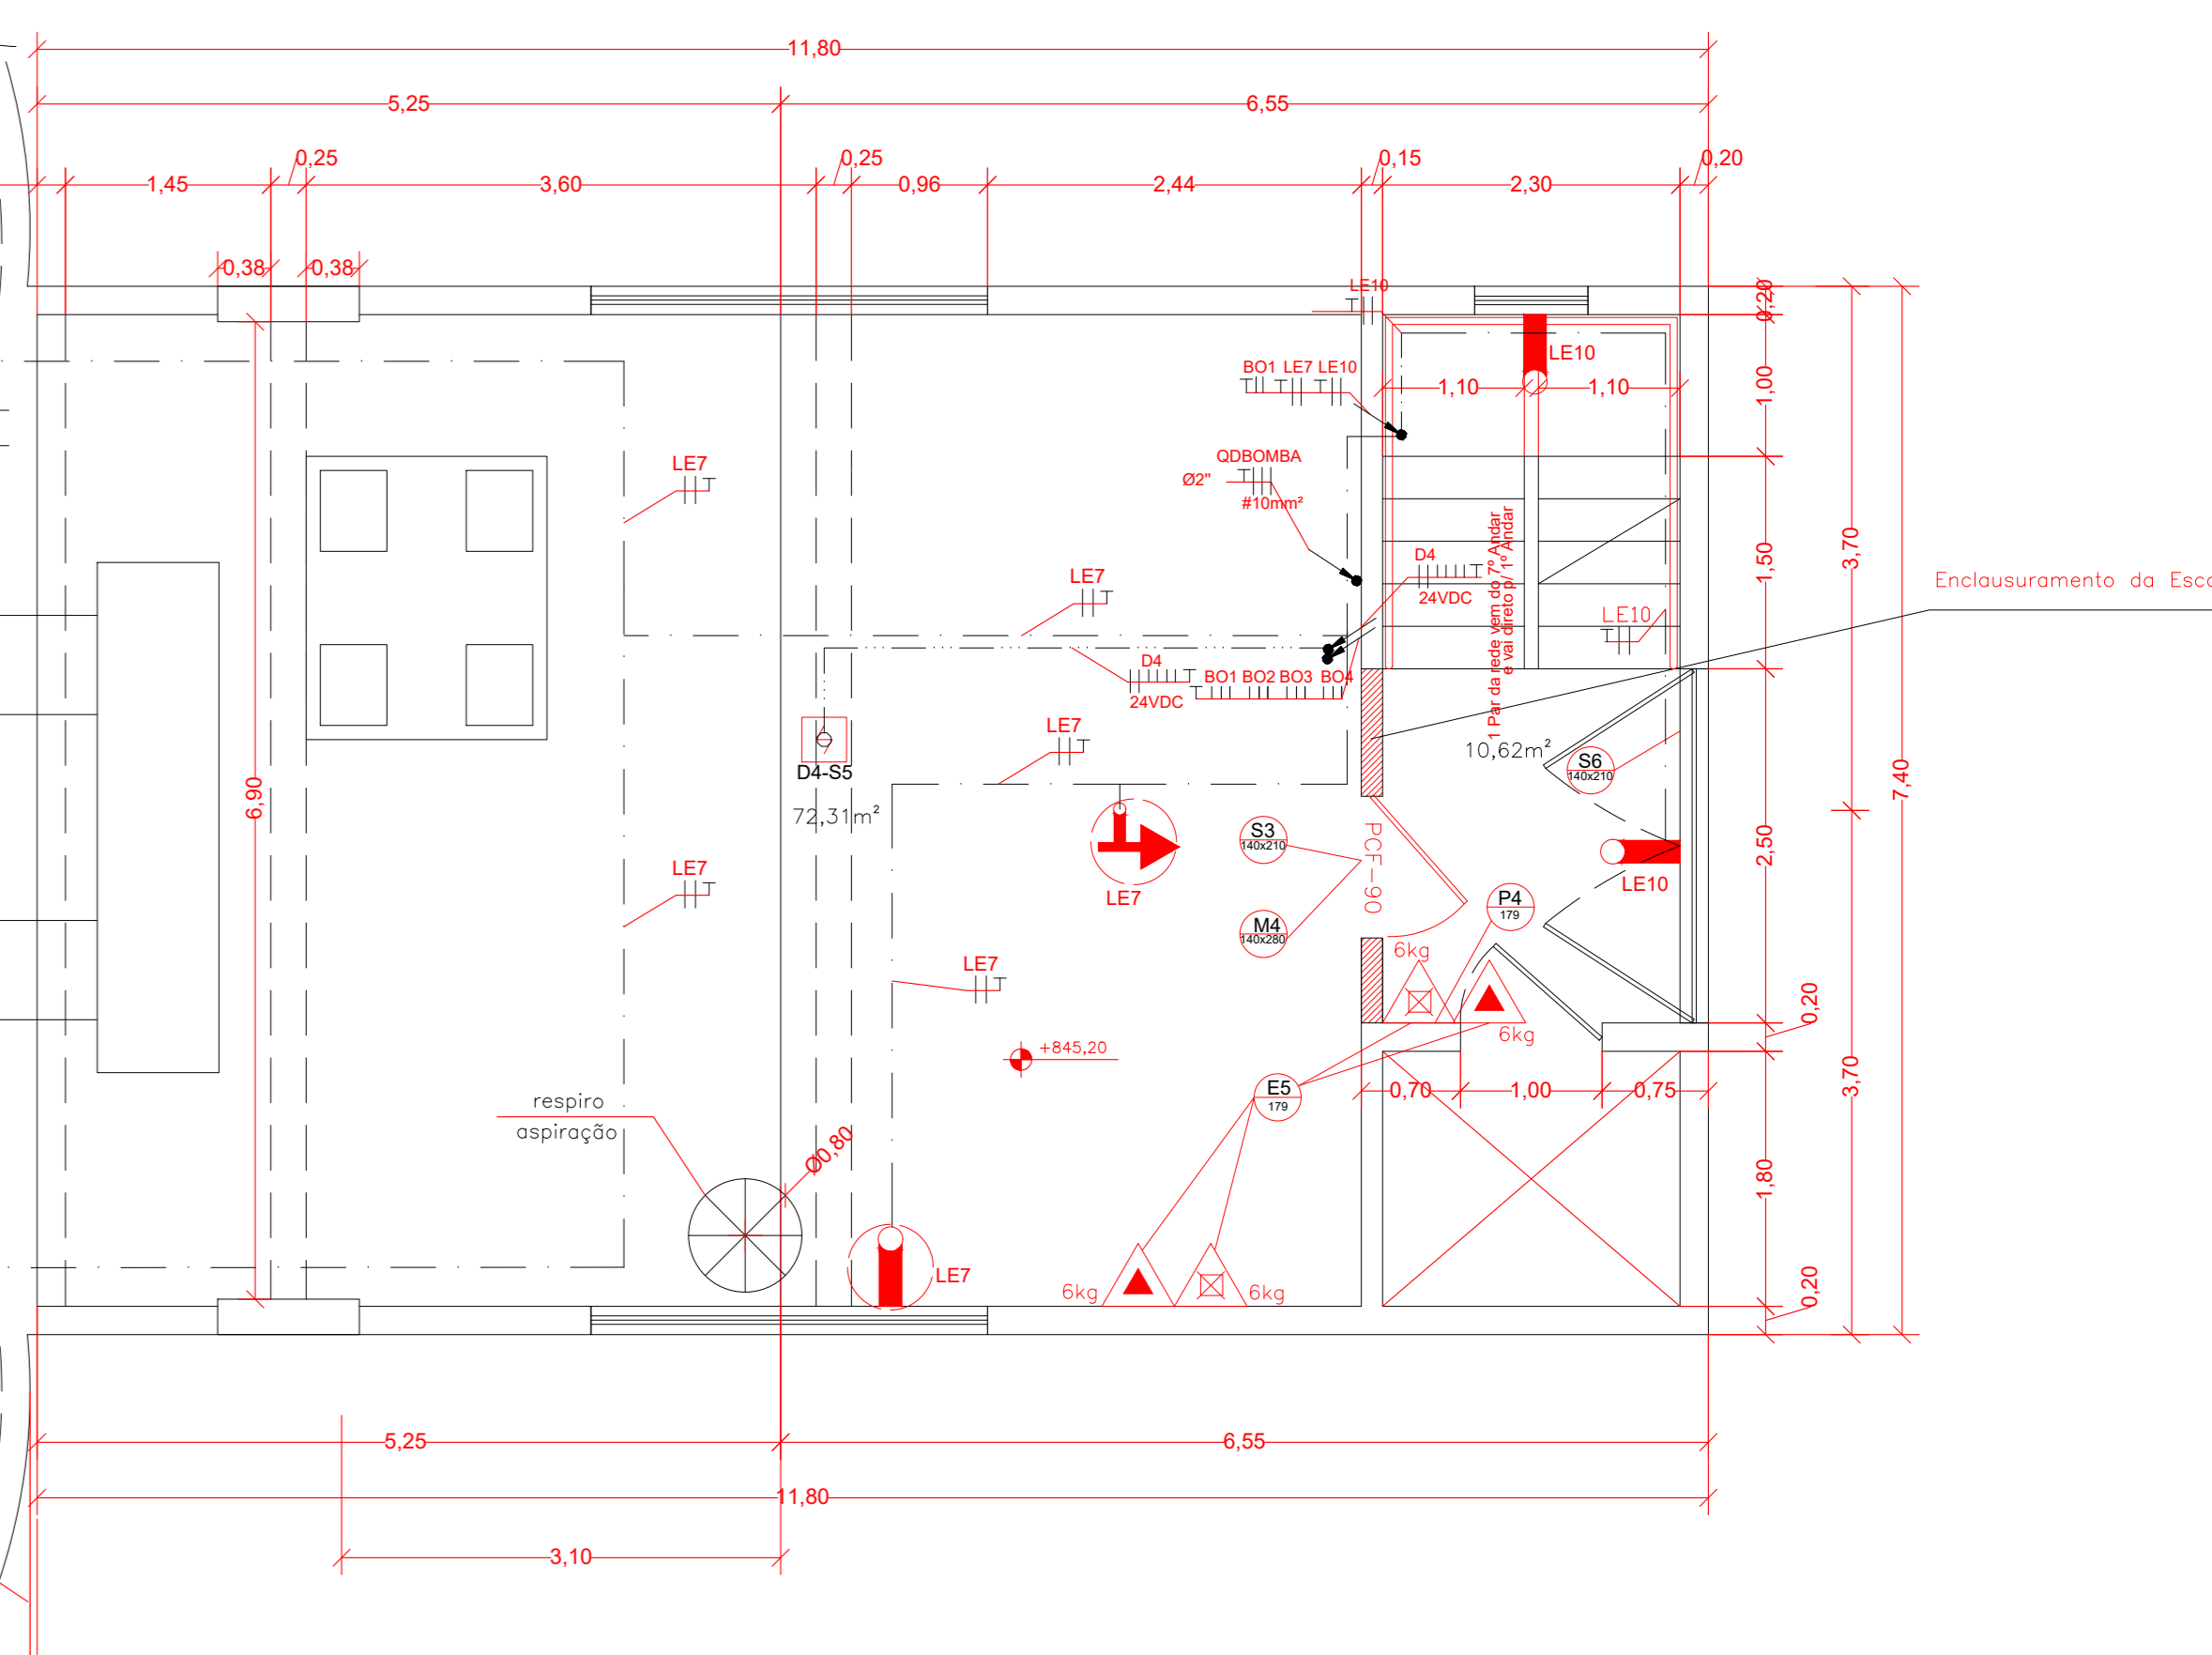 11,80
5,25
6,55
0,25
0,25
0,15
0,20
1,45
3,60
0,96
2,44
2,30
0,38
0,38
LE10
0,20
LE10
BO1 LE7 LE10
1,10
1,10
1,00
QDBOMBA
Ø2"
#10mm²
LE7
1 Par da rede vem do 7º Andar
e vai direto p/ 1º Andar
D4
24VDC
1,50
3,70
Enclausuramento da Esc
LE7
LE10
D4
24VDC
BO1 BO2 BO3 BO4
LE7
10,62m²
S6
140x210
D4-S5
72,31m²
6,90
7,40
S3
140x210
PCF-90
2,50
LE7
LE7
LE10
M4
140x280
P4
179
6kg
LE7
0,20
6kg
+845,20
E5
179
0,70
1,00
0,75
3,70
respiro
aspiração
Ø0,80
1,80
LE7
6kg
6kg
0,20
5,25
6,55
11,80
3,10